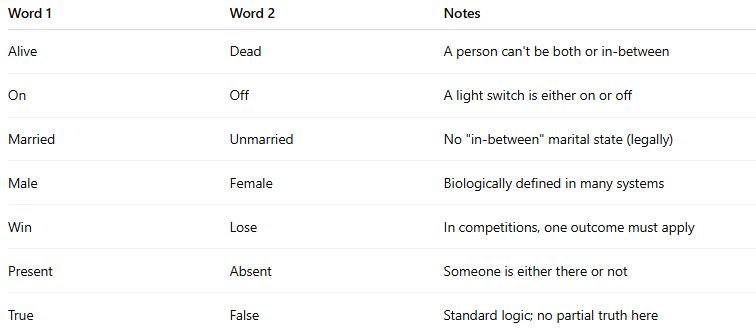 Word 1 Word 2 Notes
Alive Dead A person can't be both or in-between
On Off A light switch is either on or off
Married Unmarried No "in-between" marital state (legally)
Male Female Biologically defined in many systems
Win Lose In competitions, one outcome must apply
Present Absent Someone is either there or not
True False Standard logic; no partial truth here